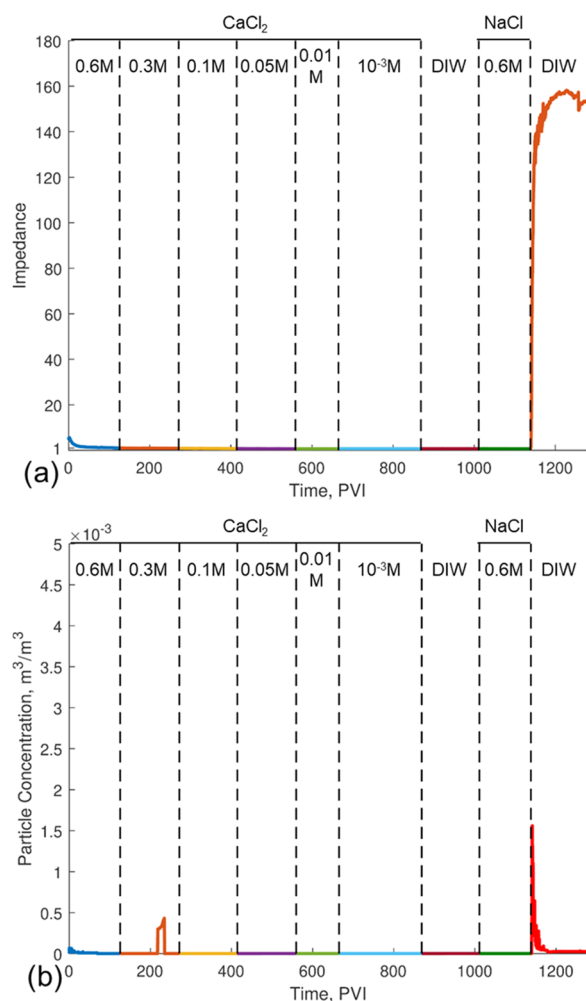 CaCl₂ NaCl
0.6M 0.3M 0.1M 0.05M 0.01 M 10⁻³M DIW 0.6M DIW
180
160
140
120
100
80
60
40
20
1
Impedance
0 200 400 600 800 1000 1200
Time, PVI
(a)
CaCl₂ NaCl
×10⁻³
0.6M 0.3M 0.1M 0.05M 0.01 M 10⁻³M DIW 0.6M DIW
5
4.5
4
3.5
3
2.5
2
1.5
1
0.5
0
Particle Concentration, m³/m³
0 200 400 600 800 1000 1200
Time, PVI
(b)